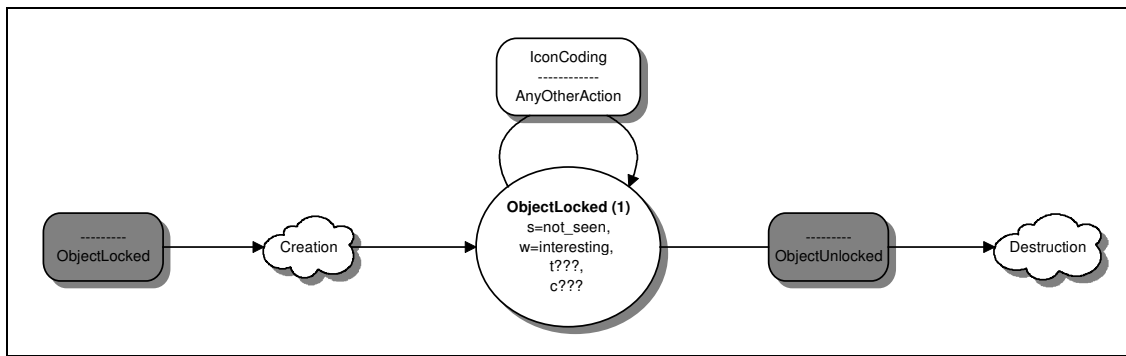 IconCoding
------------
AnyOtherAction
---------
ObjectLocked
Creation
ObjectLocked (1)
s=not_seen,
w=interesting,
t???,
c???
---------
ObjectUnlocked
Destruction